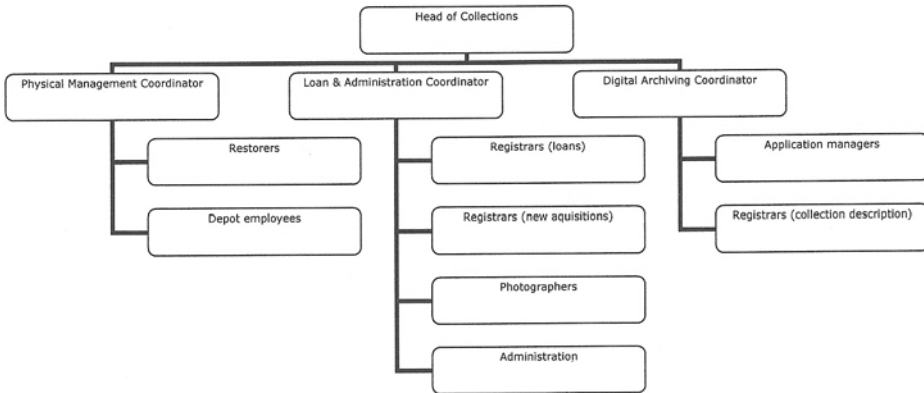 Head of Collections
Physical Management Coordinator
Loan & Administration Coordinator
Digital Archiving Coordinator
Restorers
Registrars (loans)
Application managers
Depot employees
Registrars (new aquisitions)
Registrars (collection description)
Photographers
Administration